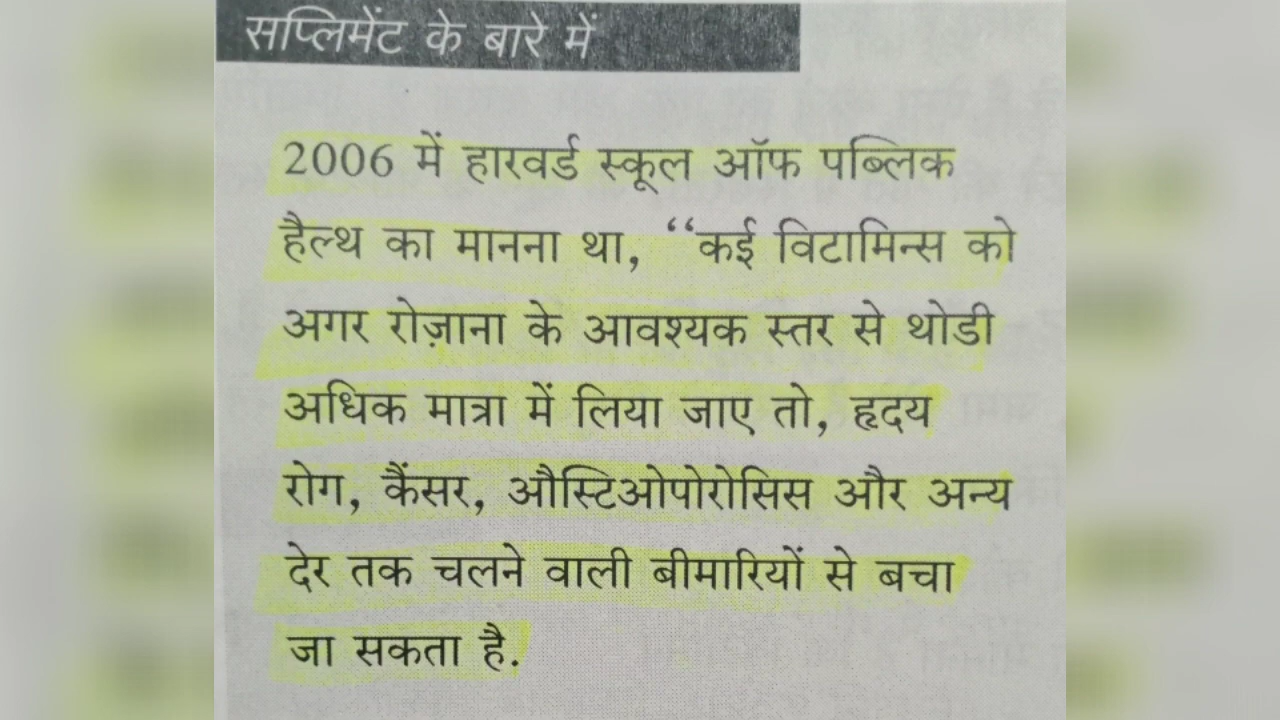 सप्लिमेंट के बारे में
2006 में हारवर्ड स्कूल ऑफ पब्लिक
हैल्थ का मानना था, “कई विटामिन्स को
अगर रोज़ाना के आवश्यक स्तर से थोडी
अधिक मात्रा में लिया जाए तो, हृदय
रोग, कैंसर, औस्टिओपोरोसिस और अन्य
देर तक चलने वाली बीमारियों से बचा
जा सकता है.